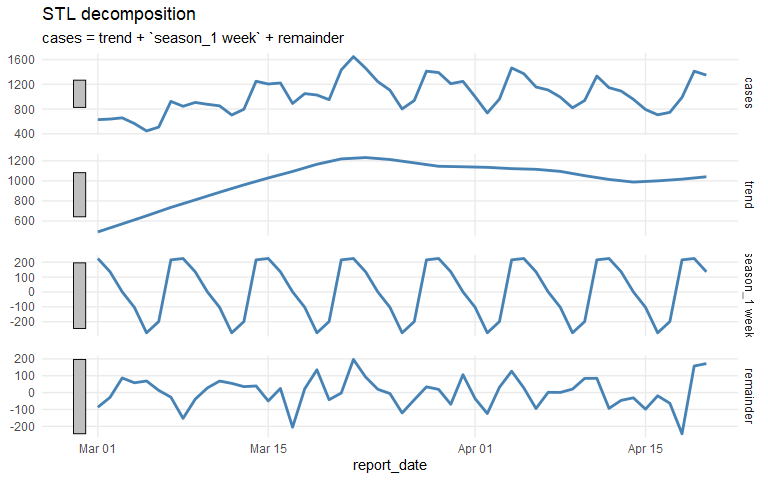 STL decomposition
cases = trend + `season_1 week` + remainder
1600
1200
800
400
cases
1200
1000
800
600
trend
200
100
0
-100
-200
season_1 week
200
100
0
-100
-200
remainder
Mar 01
Mar 15
Apr 01
Apr 15
report_date